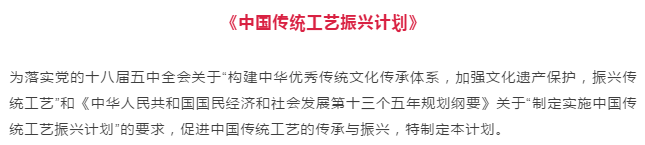 《中国传统工艺振兴计划》
为落实党的十八届五中全会关于“构建中华优秀传统文化传承体系，加强文化遗产保护，振兴传
统工艺”和《中华人民共和国国民经济和社会发展第十三个五年规划纲要》关于“制定实施中国传
统工艺振兴计划”的要求，促进中国传统工艺的传承与振兴，特制定本计划。